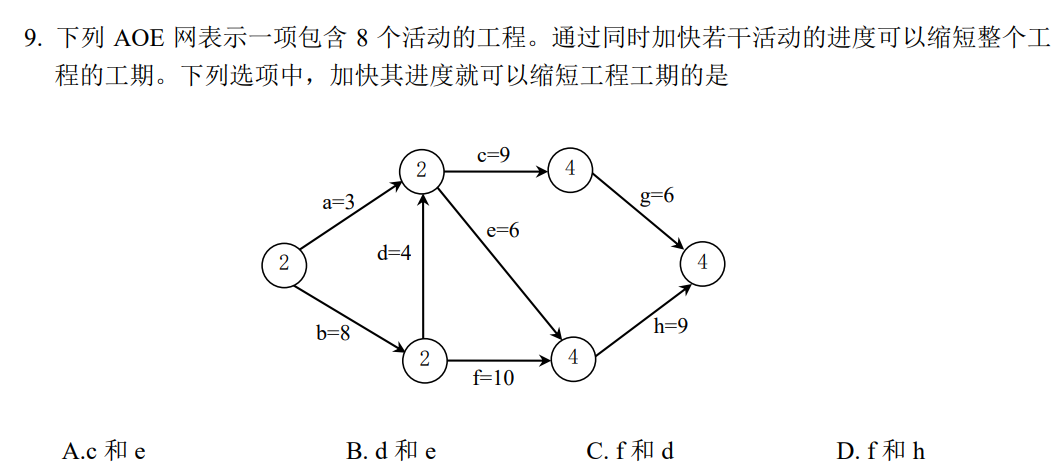 9. 下列 AOE 网表示一项包含 8 个活动的工程。通过同时加快若干活动的进度可以缩短整个工
程的工期。下列选项中，加快其进度就可以缩短工程工期的是
c=9
2
4
a=3
g=6
e=6
d=4
2
4
b=8
h=9
2
4
f=10
A.c 和 e B. d 和 e C. f 和 d D. f 和 h